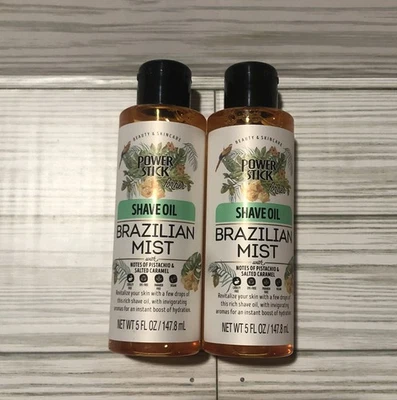 BEAUTY & SKINCARE
POWER
STICK
SHAVE OIL
BRAZILIAN
MIST
with
NOTES OF PISTACHIO &
SALTED CARAMEL
Revitalize your skin with a few drops of
this rich shave oil, with invigorating
aromas for an instant boost of hydration.
NET WT 5 FL OZ / 147.8 mL
BEAUTY & SKINCARE
POWER
STICK
SHAVE OIL
BRAZILIAN
MIST
with
NOTES OF PISTACHIO &
SALTED CARAMEL
Revitalize your skin with a few drops of
this rich shave oil, with invigorating
aromas for an instant boost of hydration.
NET WT 5 FL OZ / 147.8 mL